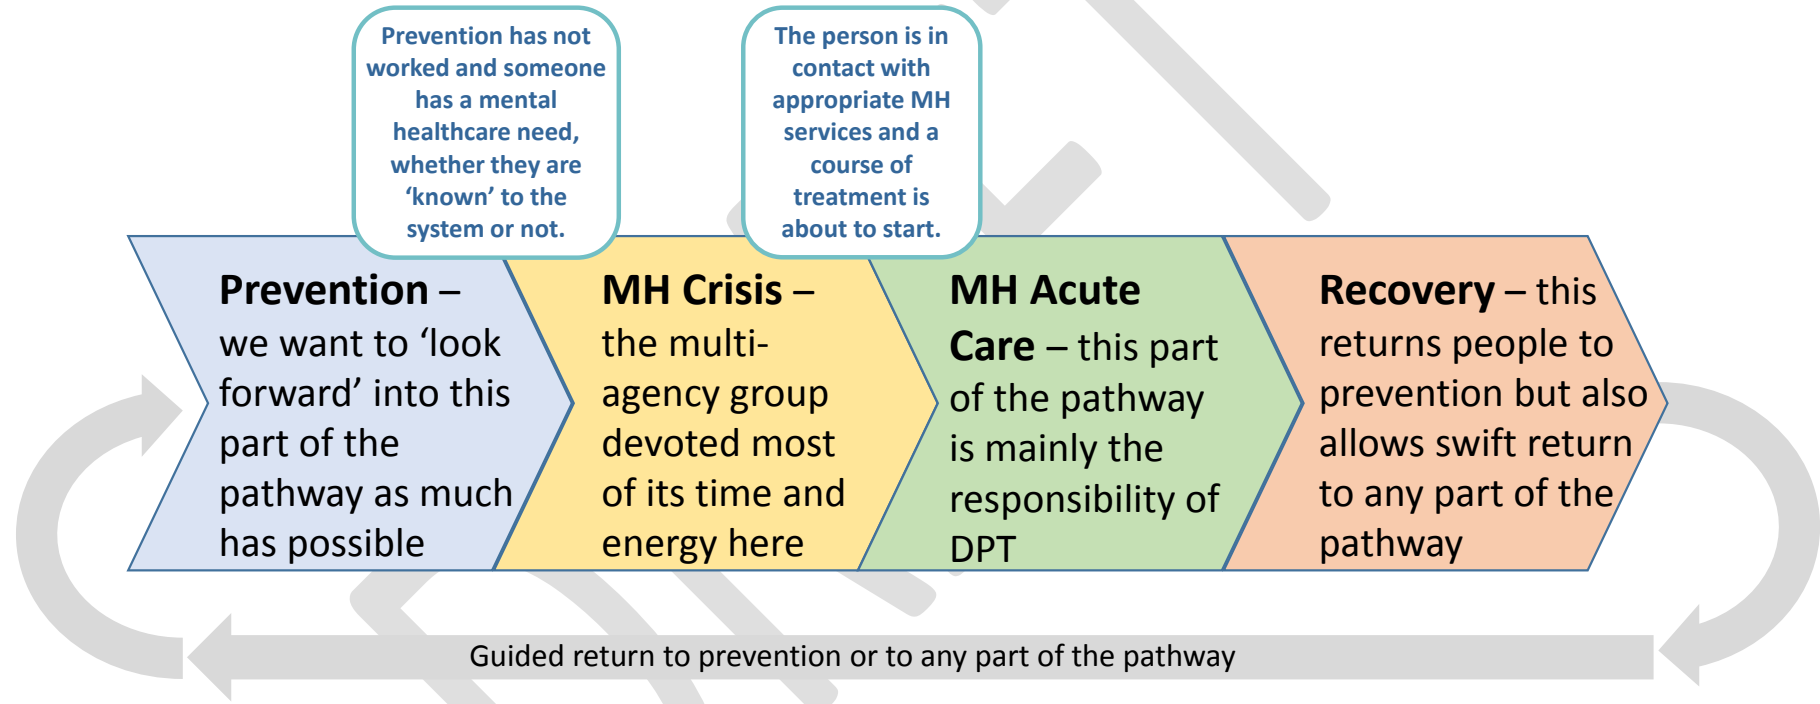 Prevention has not
worked and someone
has a mental
healthcare need,
whether they are
‘known’ to the
system or not.
The person is in
contact with
appropriate MH
services and a
course of
treatment is
about to start.
Prevention –
we want to ‘look
forward’ into this
part of the
pathway as much
has possible
MH Crisis –
the multi-
agency group
devoted most
of its time and
energy here
MH Acute
Care – this part
of the pathway
is mainly the
responsibility of
DPT
Recovery – this
returns people to
prevention but also
allows swift return
to any part of the
pathway
Guided return to prevention or to any part of the pathway